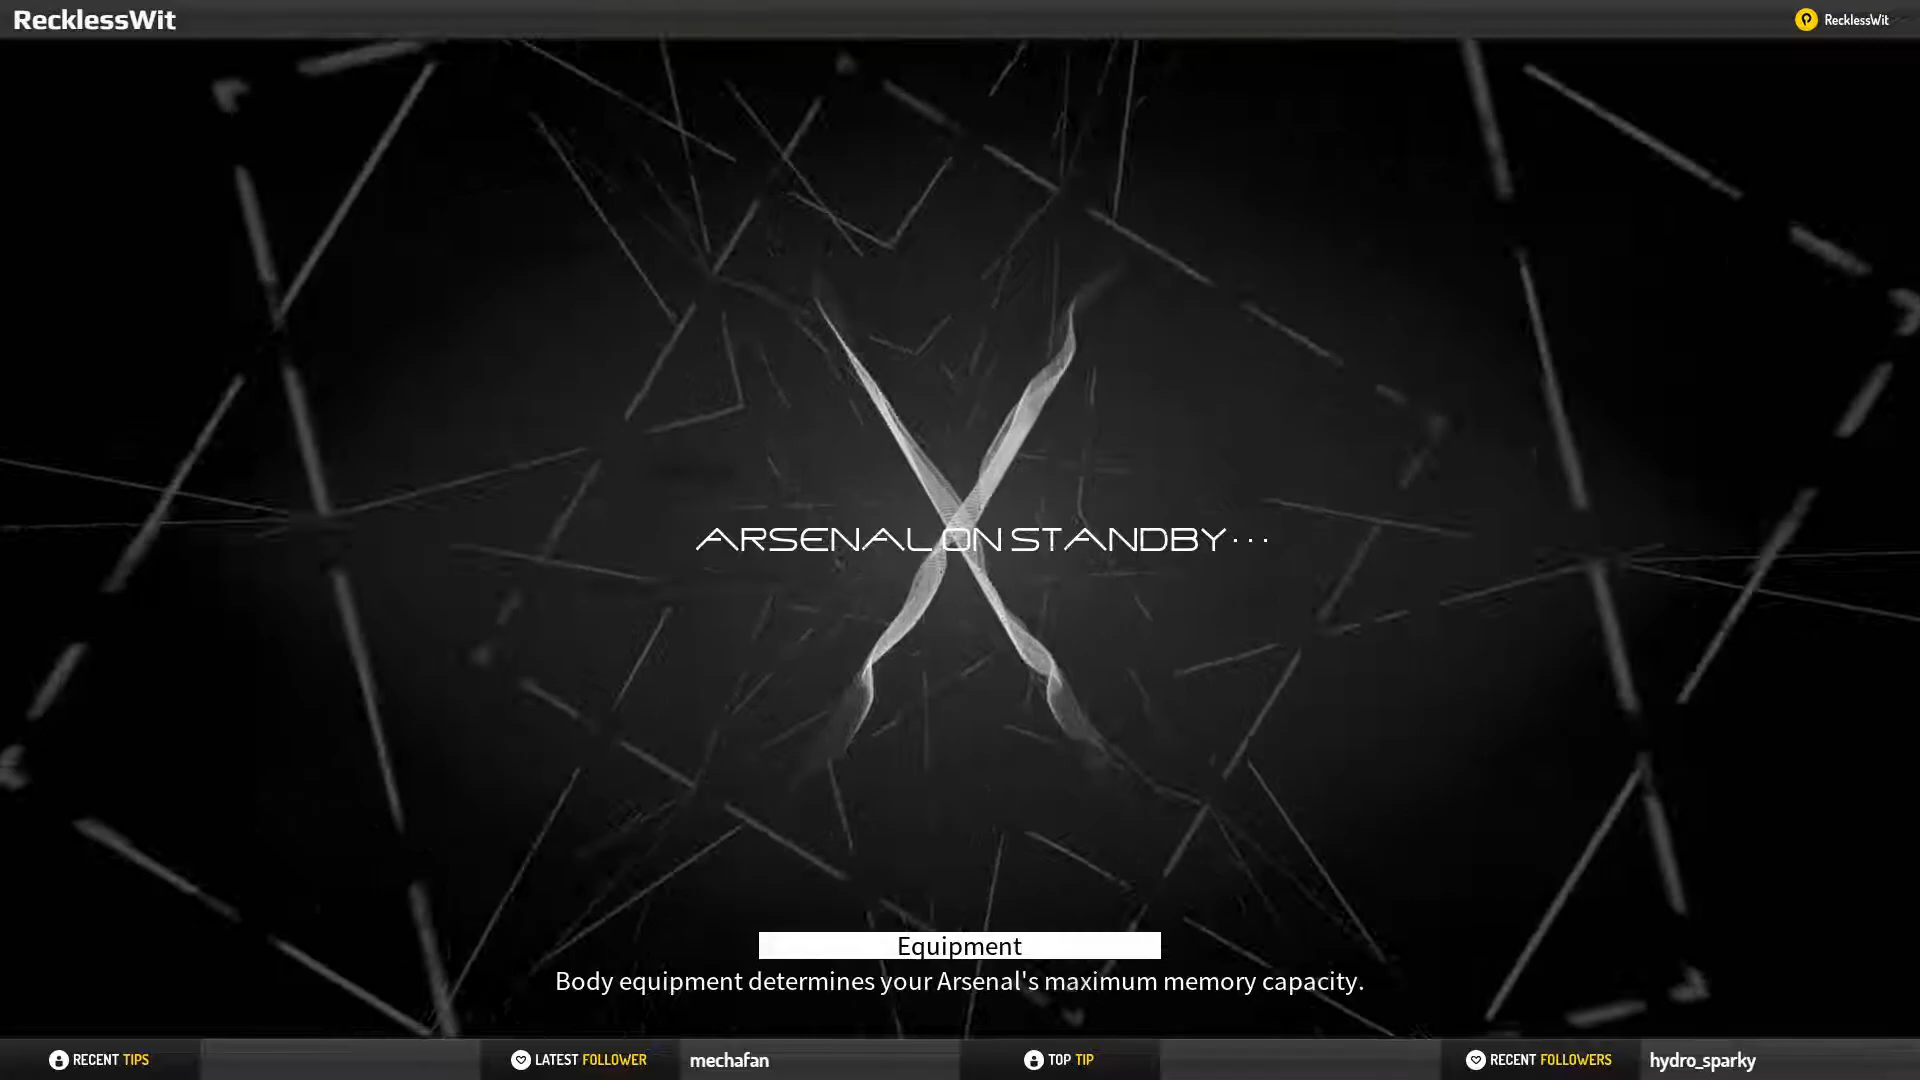 RecklessWit
RecklessWit
ARSENAL ON STANDBY...
Equipment
Body equipment determines your Arsenal's maximum memory capacity.
RECENT TIPS
LATEST FOLLOWER
mechafan
TOP TIP
RECENT FOLLOWERS
hydro_sparky